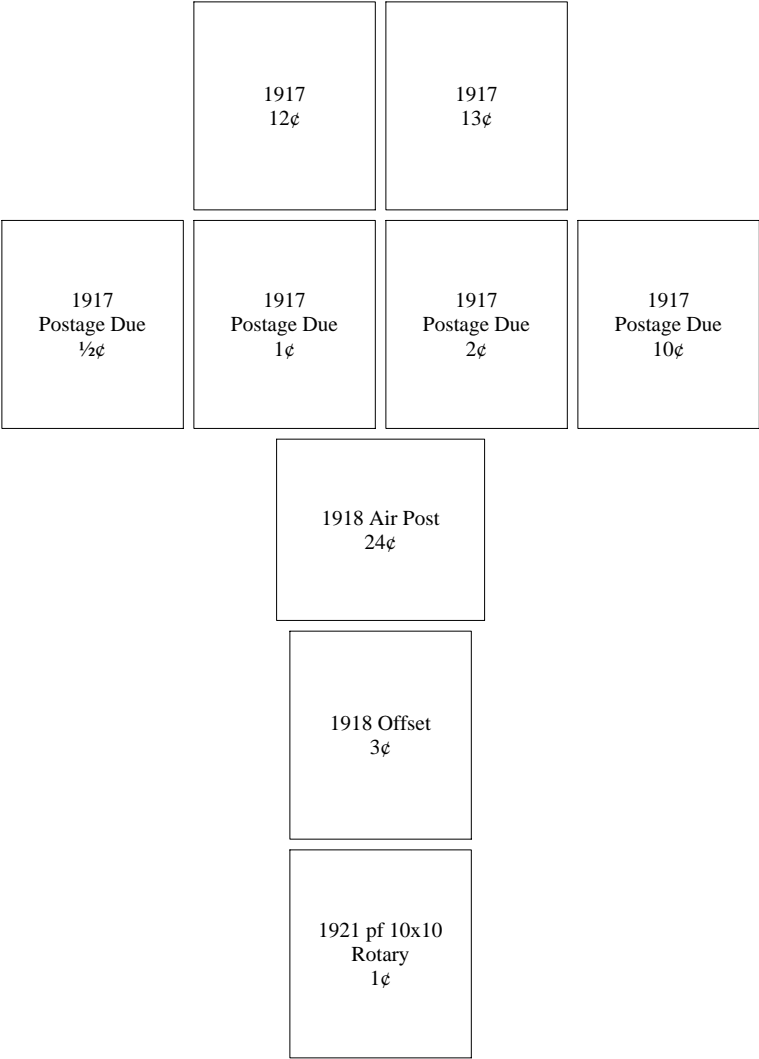 1917
12¢
1917
13¢
1917
Postage Due
½¢
1917
Postage Due
1¢
1917
Postage Due
2¢
1917
Postage Due
10¢
1918 Air Post
24¢
1918 Offset
3¢
1921 pf 10x10
Rotary
1¢